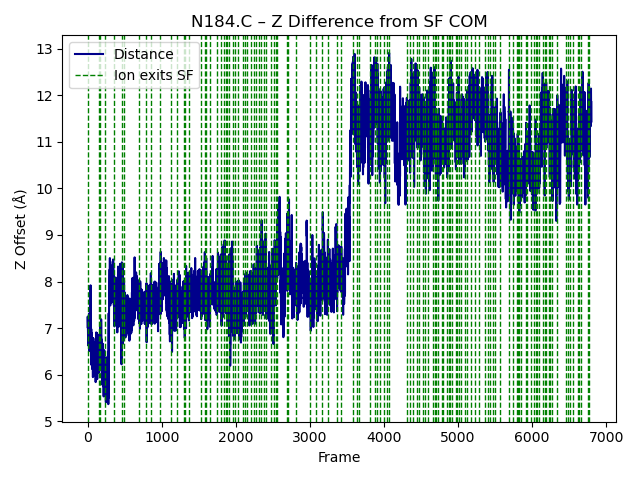 N184.C – Z Difference from SF COM
Distance
Ion exits SF
Z Offset (Å)
13
12
11
10
9
8
7
6
5
0 1000 2000 3000 4000 5000 6000 7000
Frame